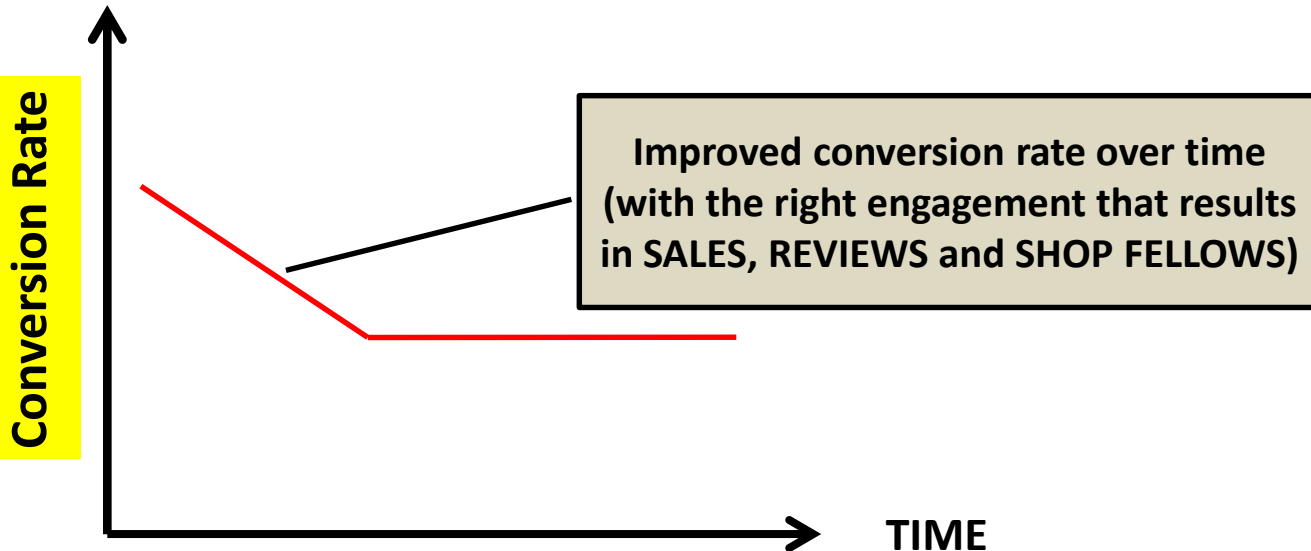 Conversion Rate
Improved conversion rate over time
(with the right engagement that results
in SALES, REVIEWS and SHOP FELLOWS)
TIME